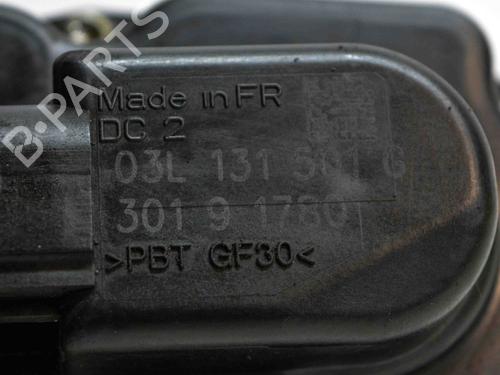 B-PARTS
Made in FR
DC 2
03L 131 501 G
301 9 1780
>PBT GF30<